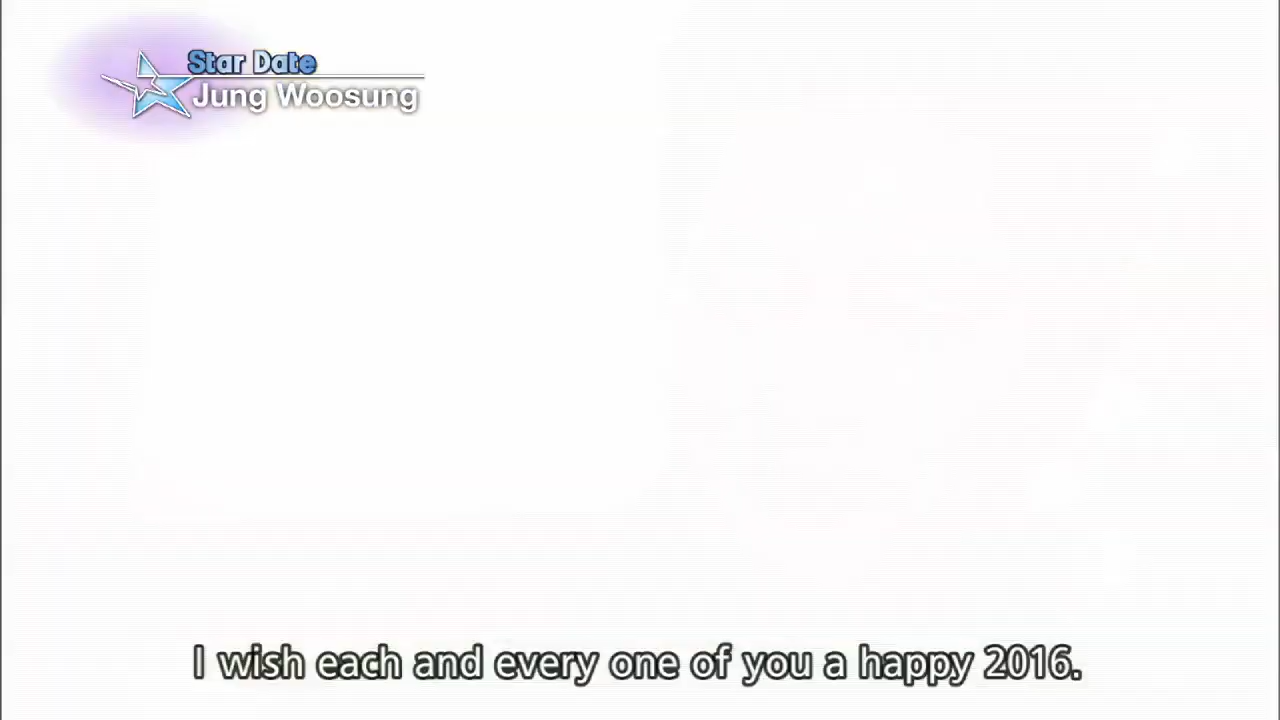 Star Date
Jung Woosung
I wish each and every one of you a happy 2016.